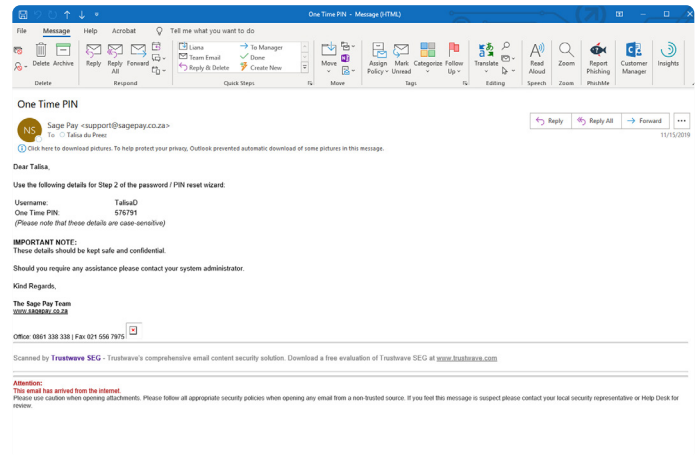 One Time PIN - Message (HTML)
File Message Help Acrobat Tell me what you want to do
Delete Archive
Reply Reply All Forward
Liana To Manager
Team Email Done
Reply & Delete Create New
Move
Assign Policy Mark Unread Categorize Follow Up
Translate
Read Aloud
Zoom
Report Phishing
Customer Manager
Insights
Delete Respond Quick Steps Move Tags Editing Speech Zoom PhishMe
One Time PIN
NS
Sage Pay <support@sagepay.co.za>
To Talisa du Preez
Reply Reply All Forward
11/15/2019
Click here to download pictures. To help protect your privacy, Outlook prevented automatic download of some pictures in this message.
Dear Talisa,
Use the following details for Step 2 of the password / PIN reset wizard:
Username: TalisaD
One Time PIN: 576791
(Please note that these details are case-sensitive)
IMPORTANT NOTE:
These details should be kept safe and confidential.
Should you require any assistance please contact your system administrator.
Kind Regards,
The Sage Pay Team
www.sagepay.co.za
Office: 0861 338 338 | Fax 021 556 7975
Scanned by Trustwave SEG - Trustwave's comprehensive email content security solution. Download a free evaluation of Trustwave SEG at www.trustwave.com
Attention:
This email has arrived from the internet.
Please use caution when opening attachments. Please follow all appropriate security policies when opening any email from a non-trusted source. If you feel this message is suspect please contact your local security representative or Help Desk for
review.